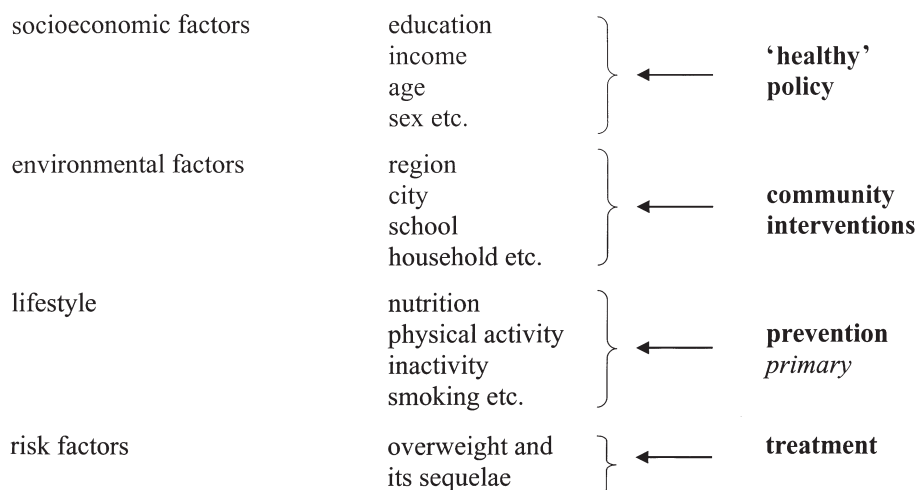 socioeconomic factors education
income
age
sex etc.
‘healthy’
policy
environmental factors region
city
school
household etc.
community
interventions
lifestyle nutrition
physical activity
inactivity
smoking etc.
prevention
primary
risk factors overweight and
its sequelae
treatment